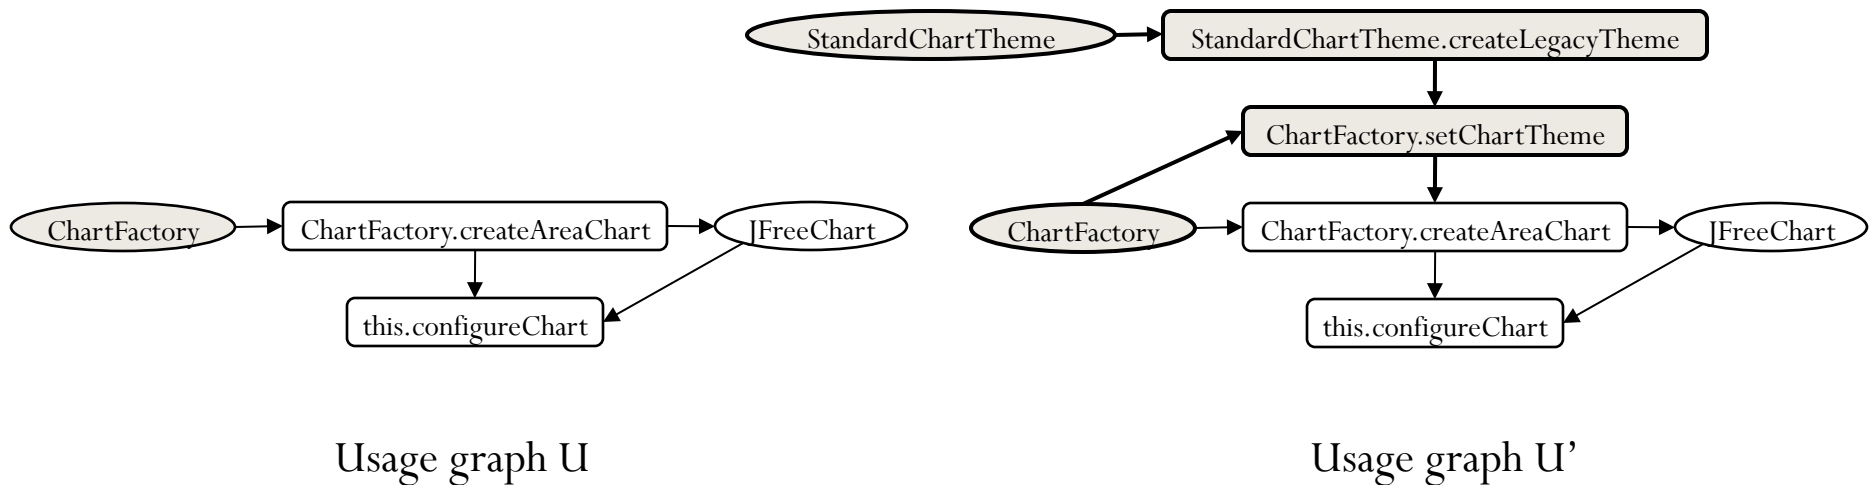 StandardChartTheme
StandardChartTheme.createLegacyTheme
ChartFactory.setChartTheme
ChartFactory
ChartFactory.createAreaChart
JFreeChart
this.configureChart
ChartFactory
ChartFactory.createAreaChart
JFreeChart
this.configureChart
Usage graph U
Usage graph U’